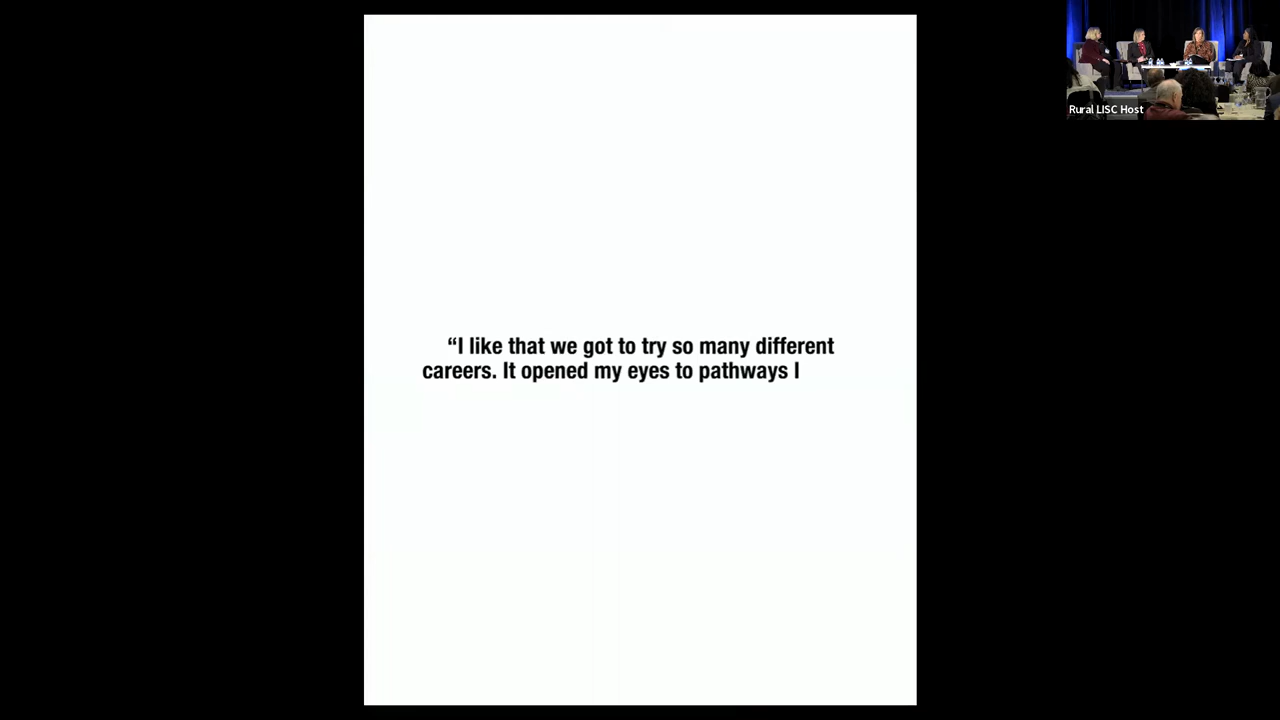 Rural LISC Host
“I like that we got to try so many different
careers. It opened my eyes to pathways I